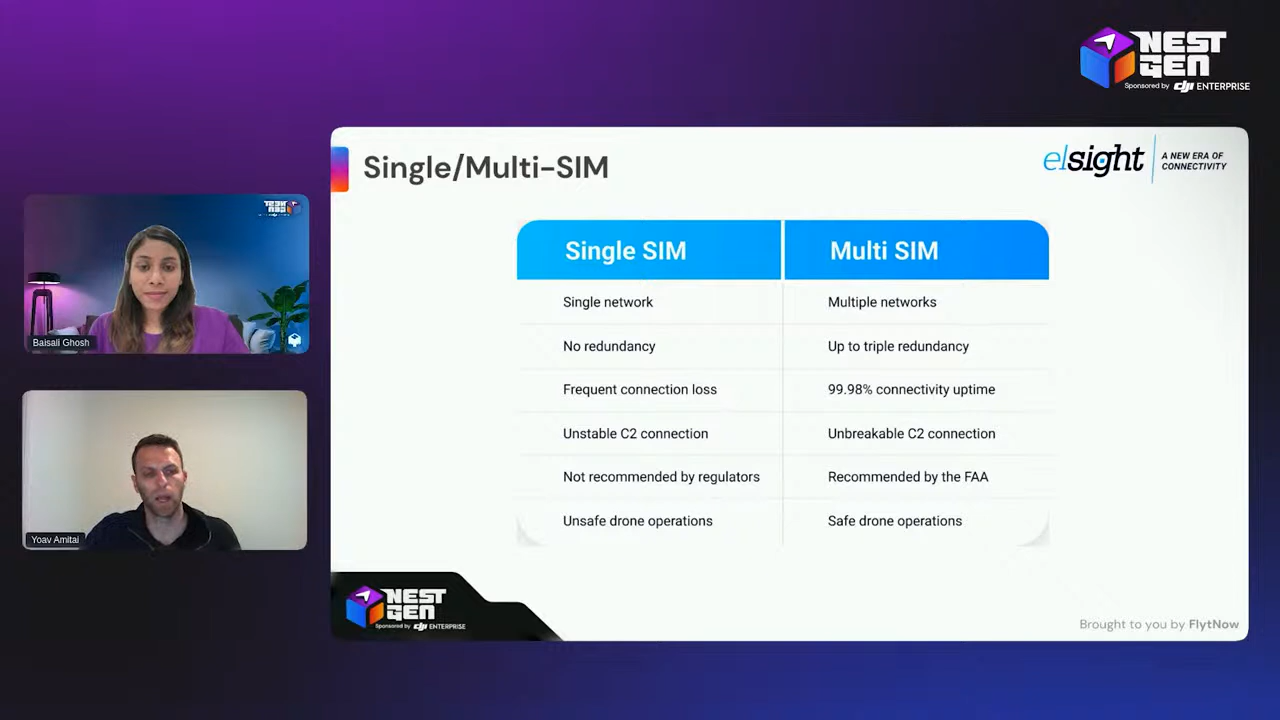 NEST GEN
Sponsored by DJI ENTERPRISE
Single/Multi-SIM
elsight
A NEW ERA OF
CONNECTIVITY
Single SIM Multi SIM
Single network Multiple networks
No redundancy Up to triple redundancy
Frequent connection loss 99.98% connectivity uptime
Unstable C2 connection Unbreakable C2 connection
Not recommended by regulators Recommended by the FAA
Unsafe drone operations Safe drone operations
Baisali Ghosh
Yoav Amitai
NEST GEN
Sponsored by DJI ENTERPRISE
Brought to you by FlytNow